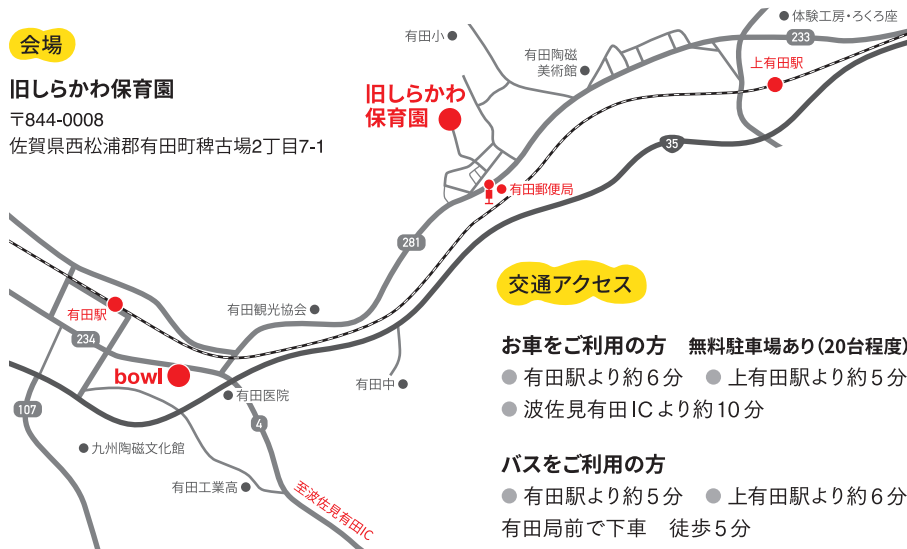 会場
旧しらかわ保育園
〒844-0008
佐賀県西松浦郡有田町稗古場2丁目7-1
有田小
有田陶磁
美術館
体験工房・ろくろ座
233
上有田駅
旧しらかわ
保育園
35
有田郵便局
281
有田観光協会
有田駅
234
bowl
有田医院
有田中
107
4
九州陶磁文化館
有田工業高
至波佐見有田IC
交通アクセス
お車をご利用の方 無料駐車場あり(20台程度)
有田駅より約6分 上有田駅より約5分
波佐見有田ICより約10分
バスをご利用の方
有田駅より約5分 上有田駅より約6分
有田局前で下車 徒歩5分